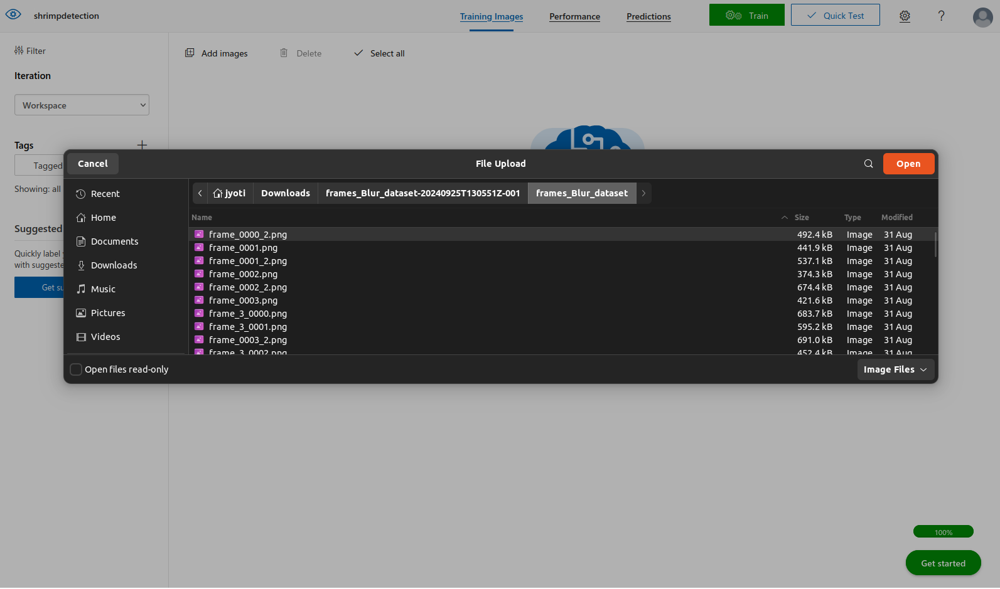 shrimpdetection
Training Images
Performance
Predictions
Train
Quick Test
?
Filter
Add images
Delete
Select all
Iteration
Workspace
Tags
Tagged
Showing: all
Suggested
Quickly label
with suggeste
Get su
Cancel
File Upload
Open
Recent
Home
Documents
Downloads
Music
Pictures
Videos
jyoti
Downloads
frames_Blur_dataset-20240925T130551Z-001
frames_Blur_dataset
Name Size Type Modified
frame_0000_2.png 492.4 kB Image 31 Aug
frame_0001.png 441.9 kB Image 31 Aug
frame_0001_2.png 537.1 kB Image 31 Aug
frame_0002.png 374.3 kB Image 31 Aug
frame_0002_2.png 674.4 kB Image 31 Aug
frame_0003.png 421.6 kB Image 31 Aug
frame_3_0000.png 683.7 kB Image 31 Aug
frame_3_0001.png 595.2 kB Image 31 Aug
frame_0003_2.png 691.0 kB Image 31 Aug
frame_3_0002.png 452.4 kB Image 31 Aug
Open files read-only
Image Files
100%
Get started